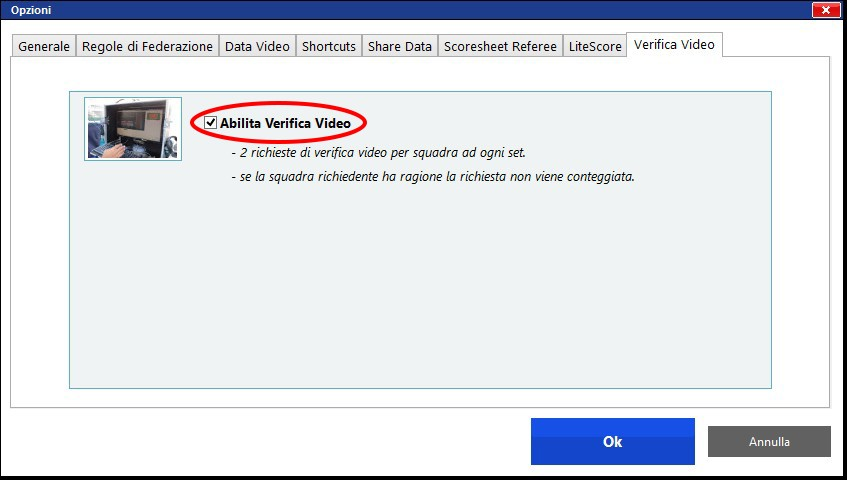 Opzioni
Generale
Regole di Federazione
Data Video
Shortcuts
Share Data
Scoresheet Referee
LiteScore
Verifica Video
Abilita Verifica Video
- 2 richieste di verifica video per squadra ad ogni set.
- se la squadra richiedente ha ragione la richiesta non viene conteggiata.
Ok
Annulla